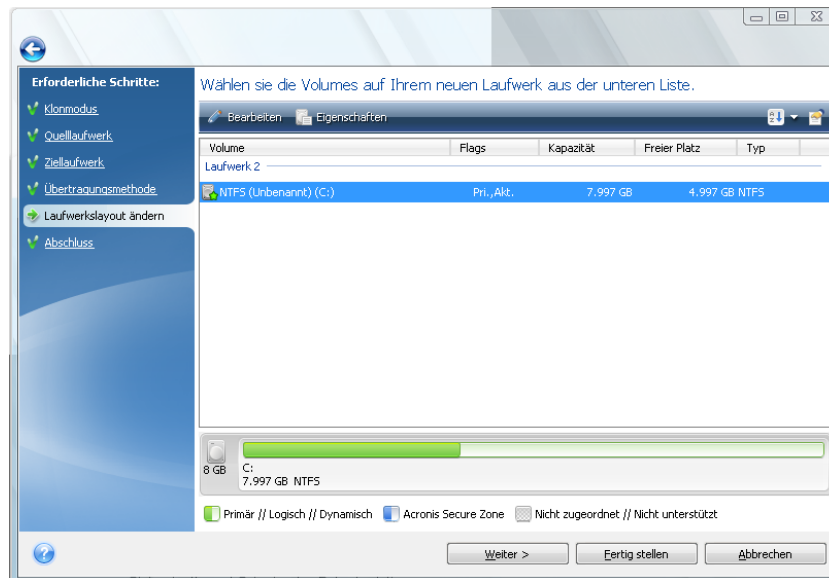 Erforderliche Schritte:
Klonmodus
Quellaufwerk
Ziellaufwerk
Übertragungsmethode
Laufwerkslayout ändern
Abschluss
Wählen sie die Volumes auf Ihrem neuen Laufwerk aus der unteren Liste.
Bearbeiten Eigenschaften
Volume Flags Kapazität Freier Platz Typ
Laufwerk 2
NTFS (Unbenannt) (C:) Pri.,Akt. 7.997 GB 4.997 GB NTFS
8 GB C:
7.997 GB NTFS
Primär // Logisch // Dynamisch Acronis Secure Zone Nicht zugeordnet // Nicht unterstützt
Weiter > Fertig stellen Abbrechen